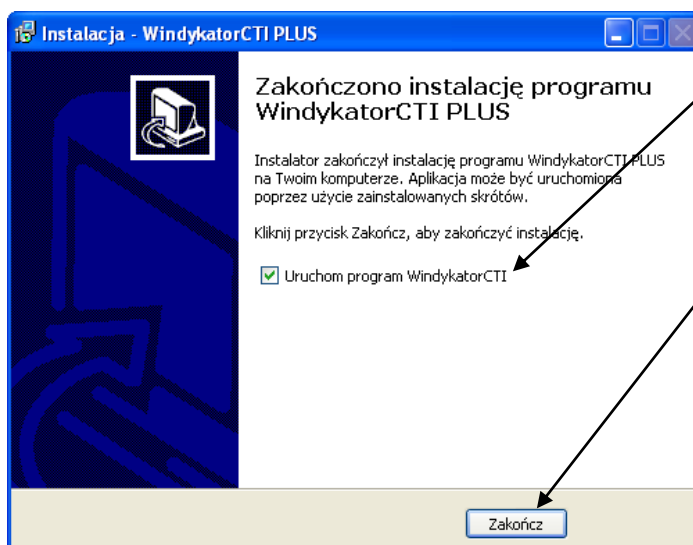 Instalacja - WindykatorCTI PLUS
Zakończono instalację programu
WindykatorCTI PLUS
Instalator zakończył instalację programu WindykatorCTI PLUS
na Twoim komputerze. Aplikacja może być uruchomiona
poprzez użycie zainstalowanych skrótów.
Kliknij przycisk Zakończ, aby zakończyć instalację.
Uruchom program WindykatorCTI
Zakończ